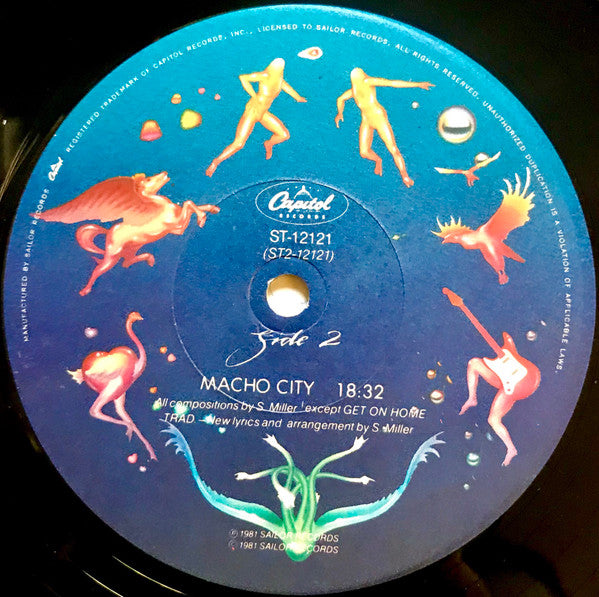 MANUFACTURED BY SAILOR RECORDS Capitol REGISTERED TRADEMARK OF CAPITOL RECORDS, INC., LICENSED TO SAILOR RECORDS. ALL RIGHTS RESERVED. UNAUTHORIZED DUPLICATION IS A VIOLATION OF APPLICABLE LAWS.
Capitol
RECORDS
ST-12121
(ST2-12121)
Side 2
MACHO CITY 18:32
All compositions by S. Miller except GET ON HOME
TRAD. - New lyrics and arrangement by S. Miller
℗ 1981 SAILOR RECORDS
© 1981 SAILOR RECORDS